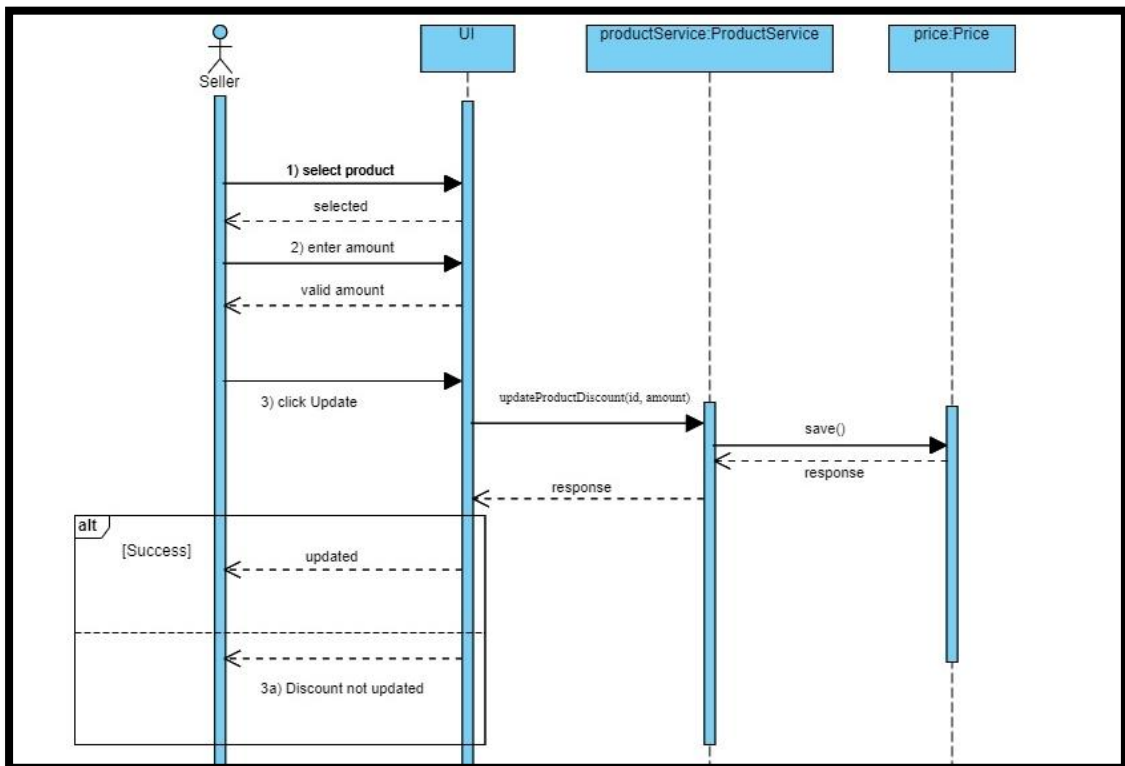 Seller
UI
productService:ProductService
price:Price
1) select product
selected
2) enter amount
valid amount
3) click Update
updateProductDiscount(id, amount)
save()
response
response
alt
[Success]
updated
3a) Discount not updated